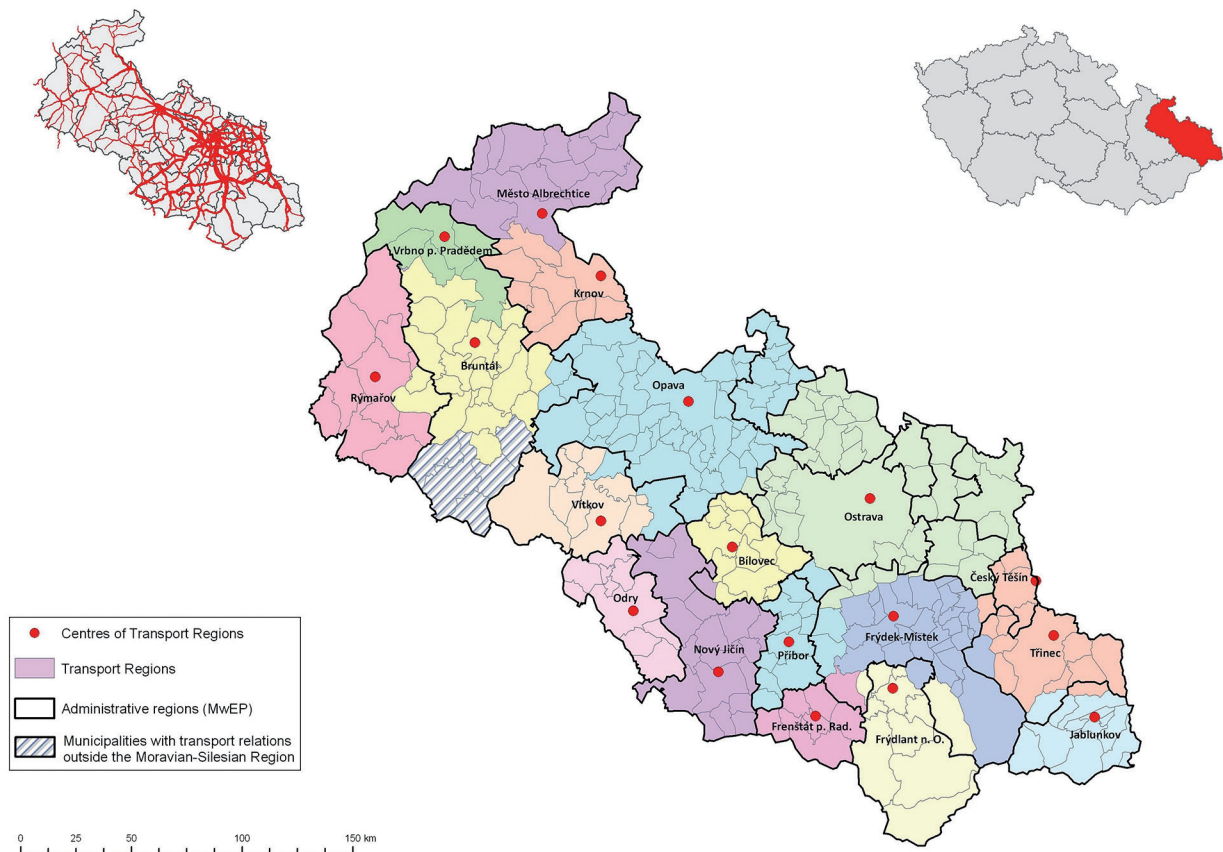 Město Albrechtice
Vrbno p. Pradědem
Krnov
Bruntál
Rýmařov
Opava
Vítkov
Ostrava
Bílovec
Český Těšín
Odry
Frýdek-Místek
Nový Jičín
Příbor
Třinec
Frenštát p. Rad.
Frýdlant n. O.
Jablunkov
Centres of Transport Regions
Transport Regions
Administrative regions (MwEP)
Municipalities with transport relations
outside the Moravian-Silesian Region
0 25 50 100 150 km